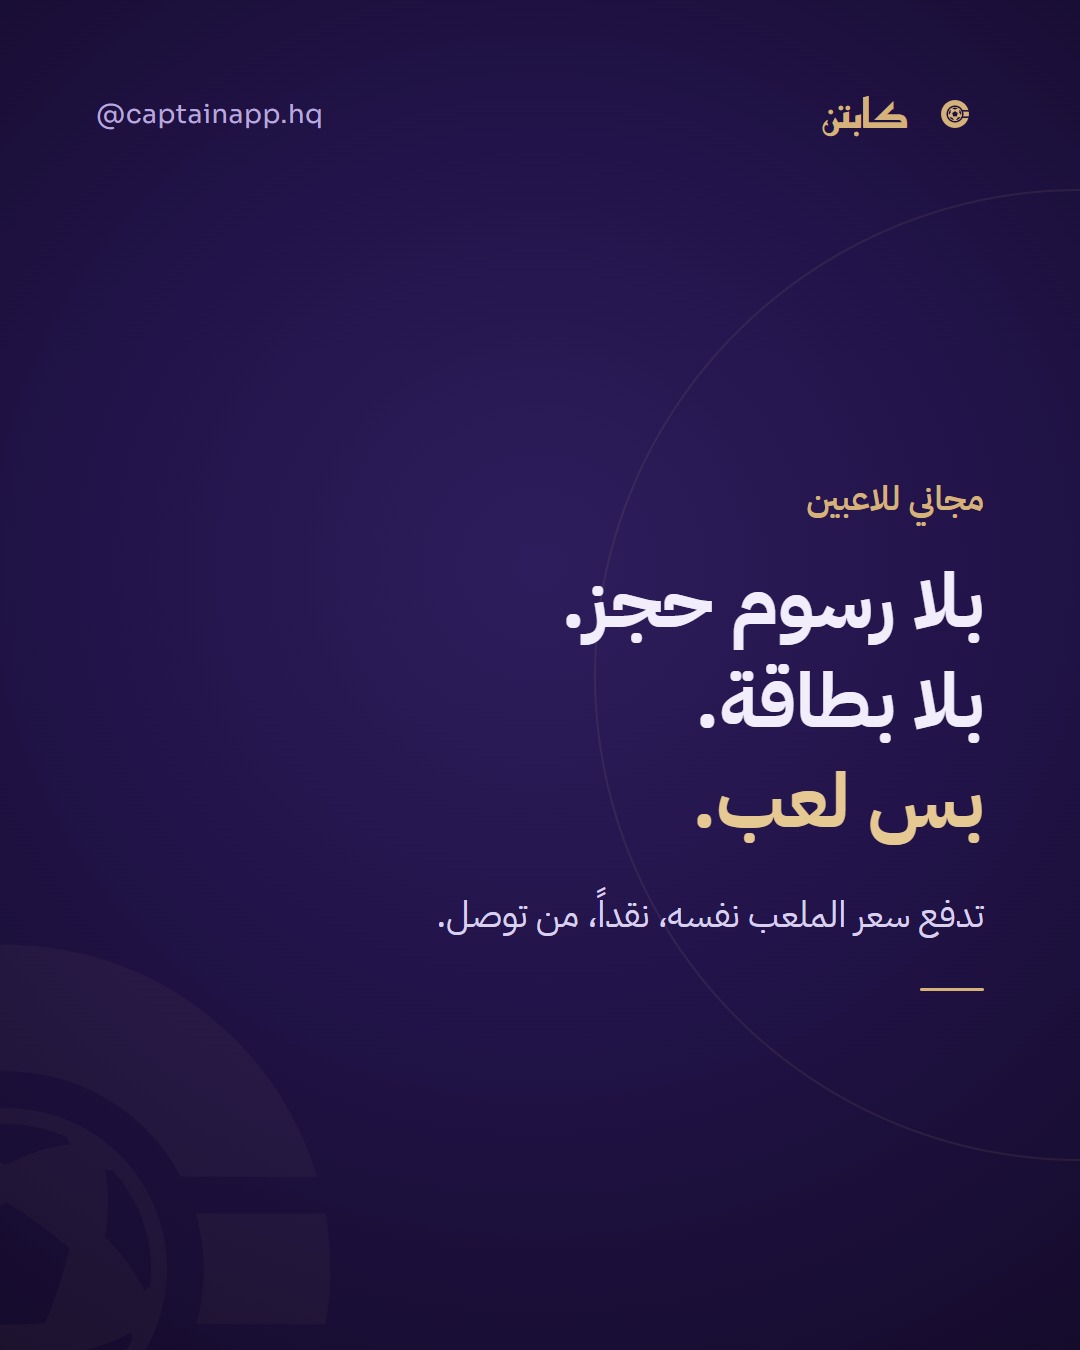 كابتن
@captainapp.hq
مجاني للاعبين
بلا رسوم حجز.
بلا بطاقة.
بس لعب.
تدفع سعر الملعب نفسه، نقداً، من توصل.